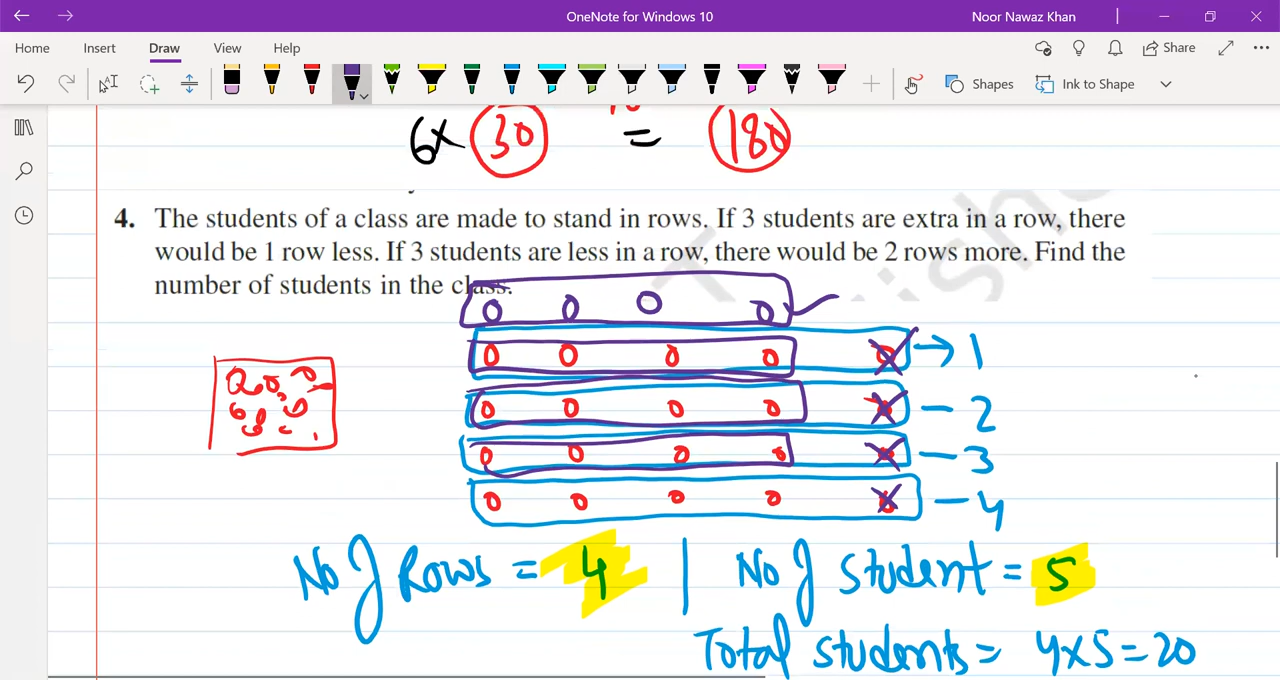 OneNote for Windows 10
Noor Nawaz Khan
Home Insert Draw View Help
Share
Shapes
Ink to Shape
6x 30 = 180
4. The students of a class are made to stand in rows. If 3 students are extra in a row, there
would be 1 row less. If 3 students are less in a row, there would be 2 rows more. Find the
number of students in the class.
→ 1
- 2
- 3
- 4
No of Rows = 4 | No of student = 5
Total students = 4x5=20